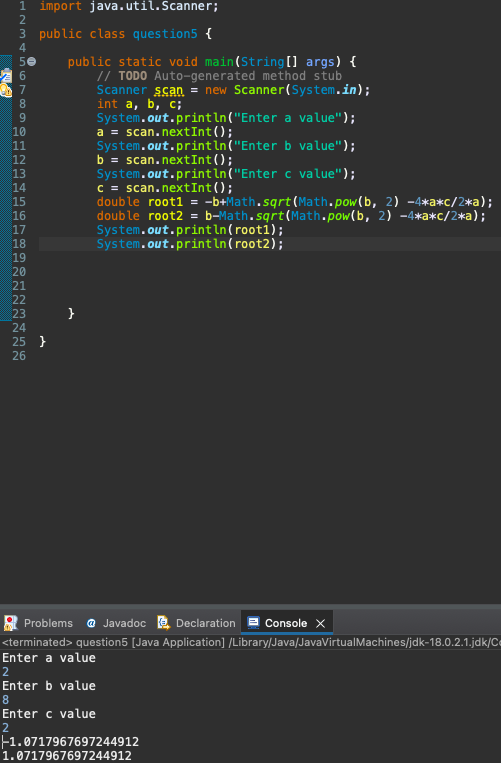 1 import java.util.Scanner;
2
3 public class question5 {
4
5 public static void main(String[] args) {
6 // TODO Auto-generated method stub
7 Scanner scan = new Scanner(System.in);
8 int a, b, c;
9 System.out.println("Enter a value");
10 a = scan.nextInt();
11 System.out.println("Enter b value");
12 b = scan.nextInt();
13 System.out.println("Enter c value");
14 c = scan.nextInt();
15 double root1 = -b+Math.sqrt(Math.pow(b, 2) -4*a*c/2*a);
16 double root2 = b-Math.sqrt(Math.pow(b, 2) -4*a*c/2*a);
17 System.out.println(root1);
18 System.out.println(root2);
19
20
21
22
23 }
24
25 }
26
Problems @ Javadoc Declaration Console
<terminated> question5 [Java Application] /Library/Java/JavaVirtualMachines/jdk-18.0.2.1.jdk/Co
Enter a value
2
Enter b value
8
Enter c value
2
-1.0717967697244912
1.0717967697244912